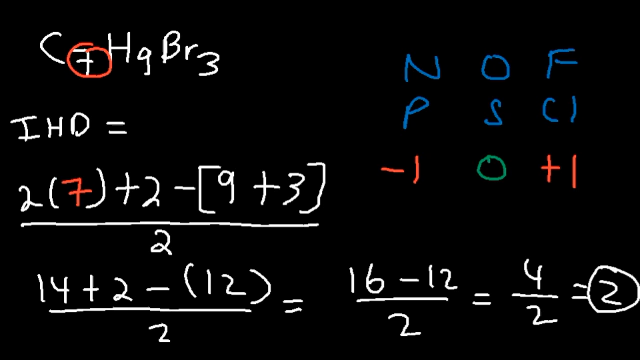 C7H9Br3
N O F
P S Cl
-1 0 +1
IHD =
2(7)+2-[9+3]
2
14+2-(12) = 16-12 = 4 = 2
2 2 2